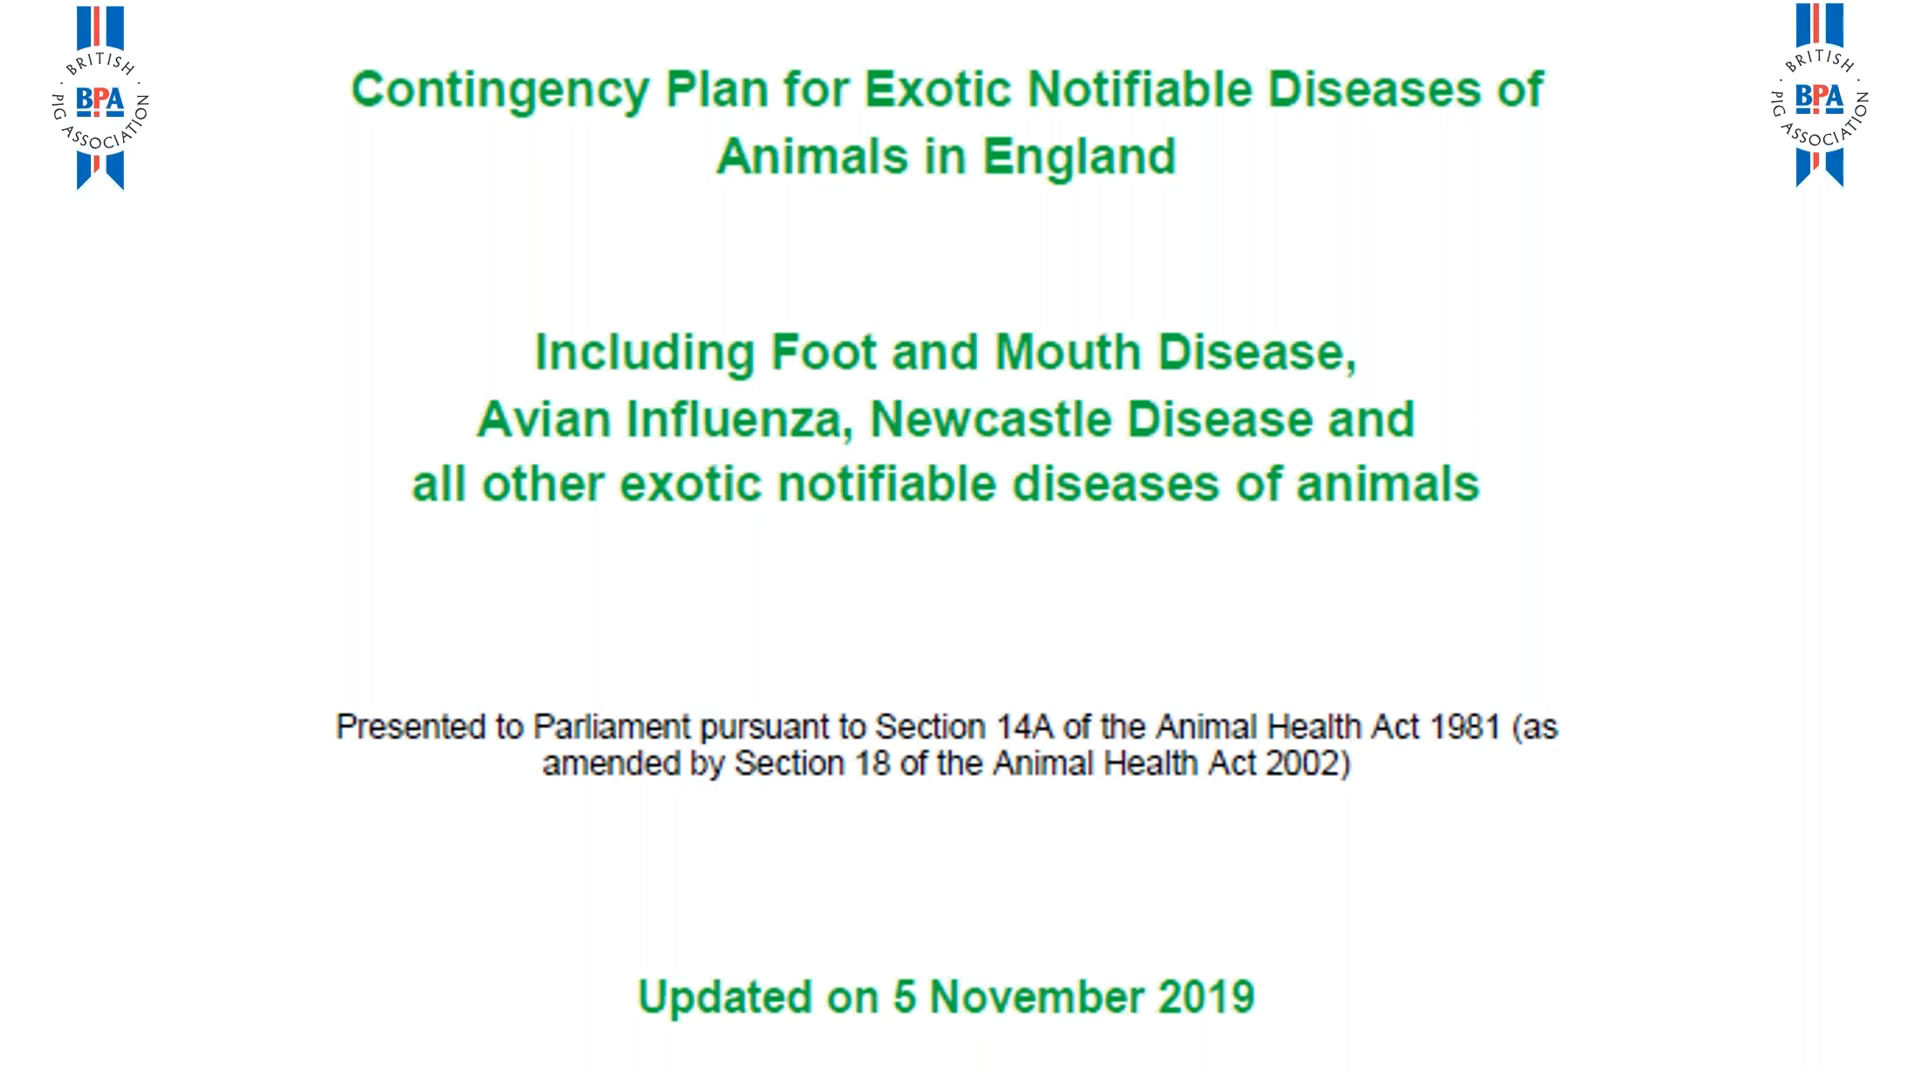 BRITISH
BPA
PIG ASSOCIATION
BRITISH
BPA
PIG ASSOCIATION
Contingency Plan for Exotic Notifiable Diseases of
Animals in England
Including Foot and Mouth Disease,
Avian Influenza, Newcastle Disease and
all other exotic notifiable diseases of animals
Presented to Parliament pursuant to Section 14A of the Animal Health Act 1981 (as
amended by Section 18 of the Animal Health Act 2002)
Updated on 5 November 2019